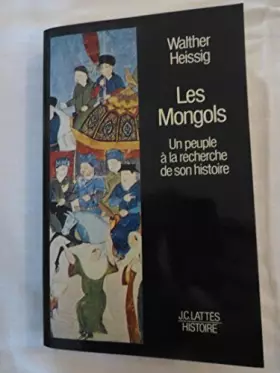 Walther
Heissig
Les
Mongols
Un peuple
à la recherche
de son histoire
J.C. LATTÈS
HISTOIRE